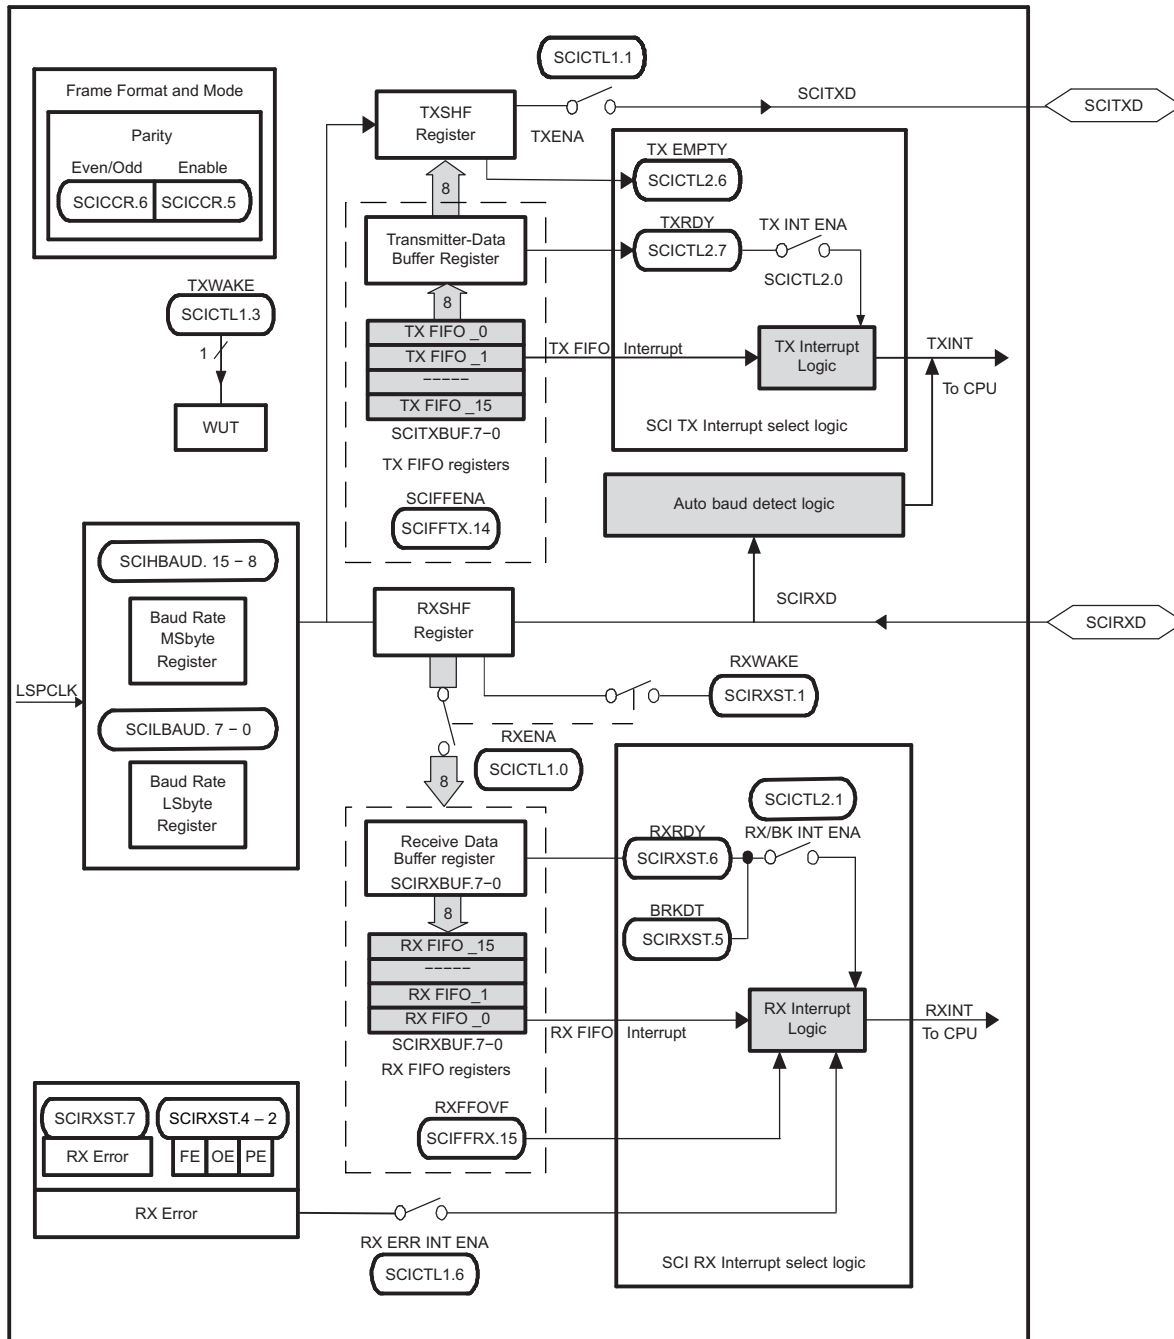 SCICTL1.1
Frame Format and Mode
Parity
Even/Odd Enable
SCICCR.6 SCICCR.5
TXSHF
Register
TXENA
SCITXD
SCITXD
TX EMPTY
SCICTL2.6
8
Transmitter-Data
Buffer Register
TXRDY
SCICTL2.7
TX INT ENA
SCICTL2.0
TXWAKE
SCICTL1.3
1
WUT
8
TX FIFO _0
TX FIFO _1
-----
TX FIFO _15
SCITXBUF.7-0
TX FIFO registers
SCIFFENA
SCIFFTX.14
TX FIFO Interrupt
TX Interrupt
Logic
TXINT
To CPU
SCI TX Interrupt select logic
Auto baud detect logic
SCIRXD
SCIRXD
LSPCLK
SCIHBAUD. 15 - 8
Baud Rate
MSbyte
Register
SCILBAUD. 7 - 0
Baud Rate
LSbyte
Register
RXSHF
Register
RXWAKE
SCIRXST.1
RXENA
SCICTL1.0
8
Receive Data
Buffer register
SCIRXBUF.7-0
8
RX FIFO _15
-----
RX FIFO_1
RX FIFO _0
SCIRXBUF.7-0
RX FIFO registers
RXFFOVF
SCIFFRX.15
SCICTL2.1
RXRDY
SCIRXST.6
RX/BK INT ENA
BRKDT
SCIRXST.5
RX FIFO Interrupt
RX Interrupt
Logic
RXINT
To CPU
SCI RX Interrupt select logic
SCIRXST.7 SCIRXST.4 – 2
RX Error FE OE PE
RX Error
RX ERR INT ENA
SCICTL1.6